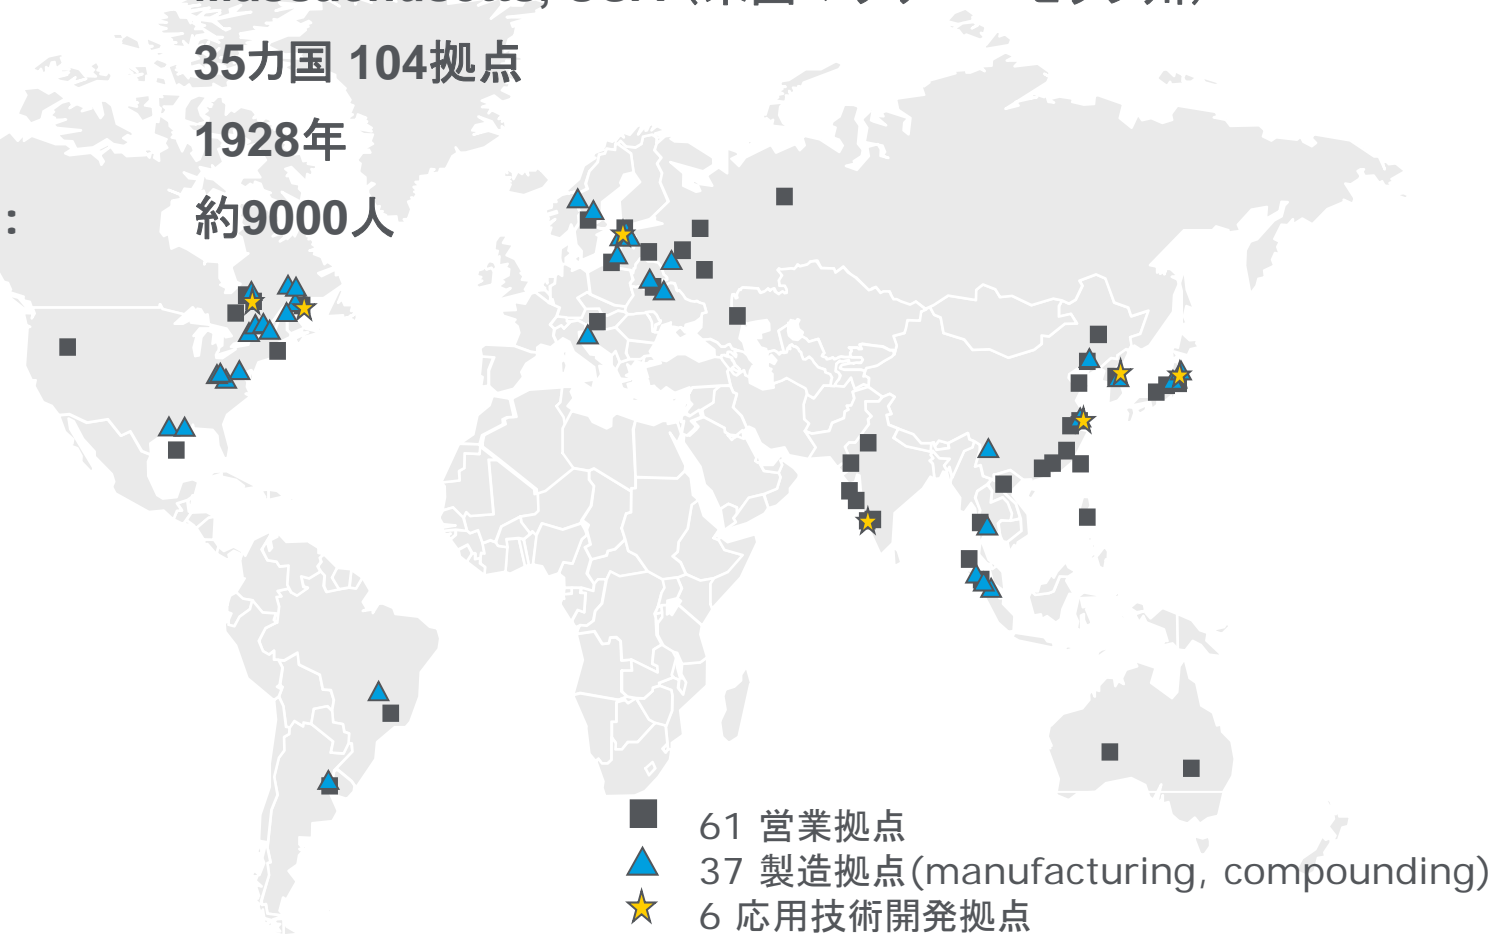 35カ国 104拠点
1928年
:
約9000人
61 営業拠点
37 製造拠点(manufacturing, compounding)
6 応用技術開発拠点